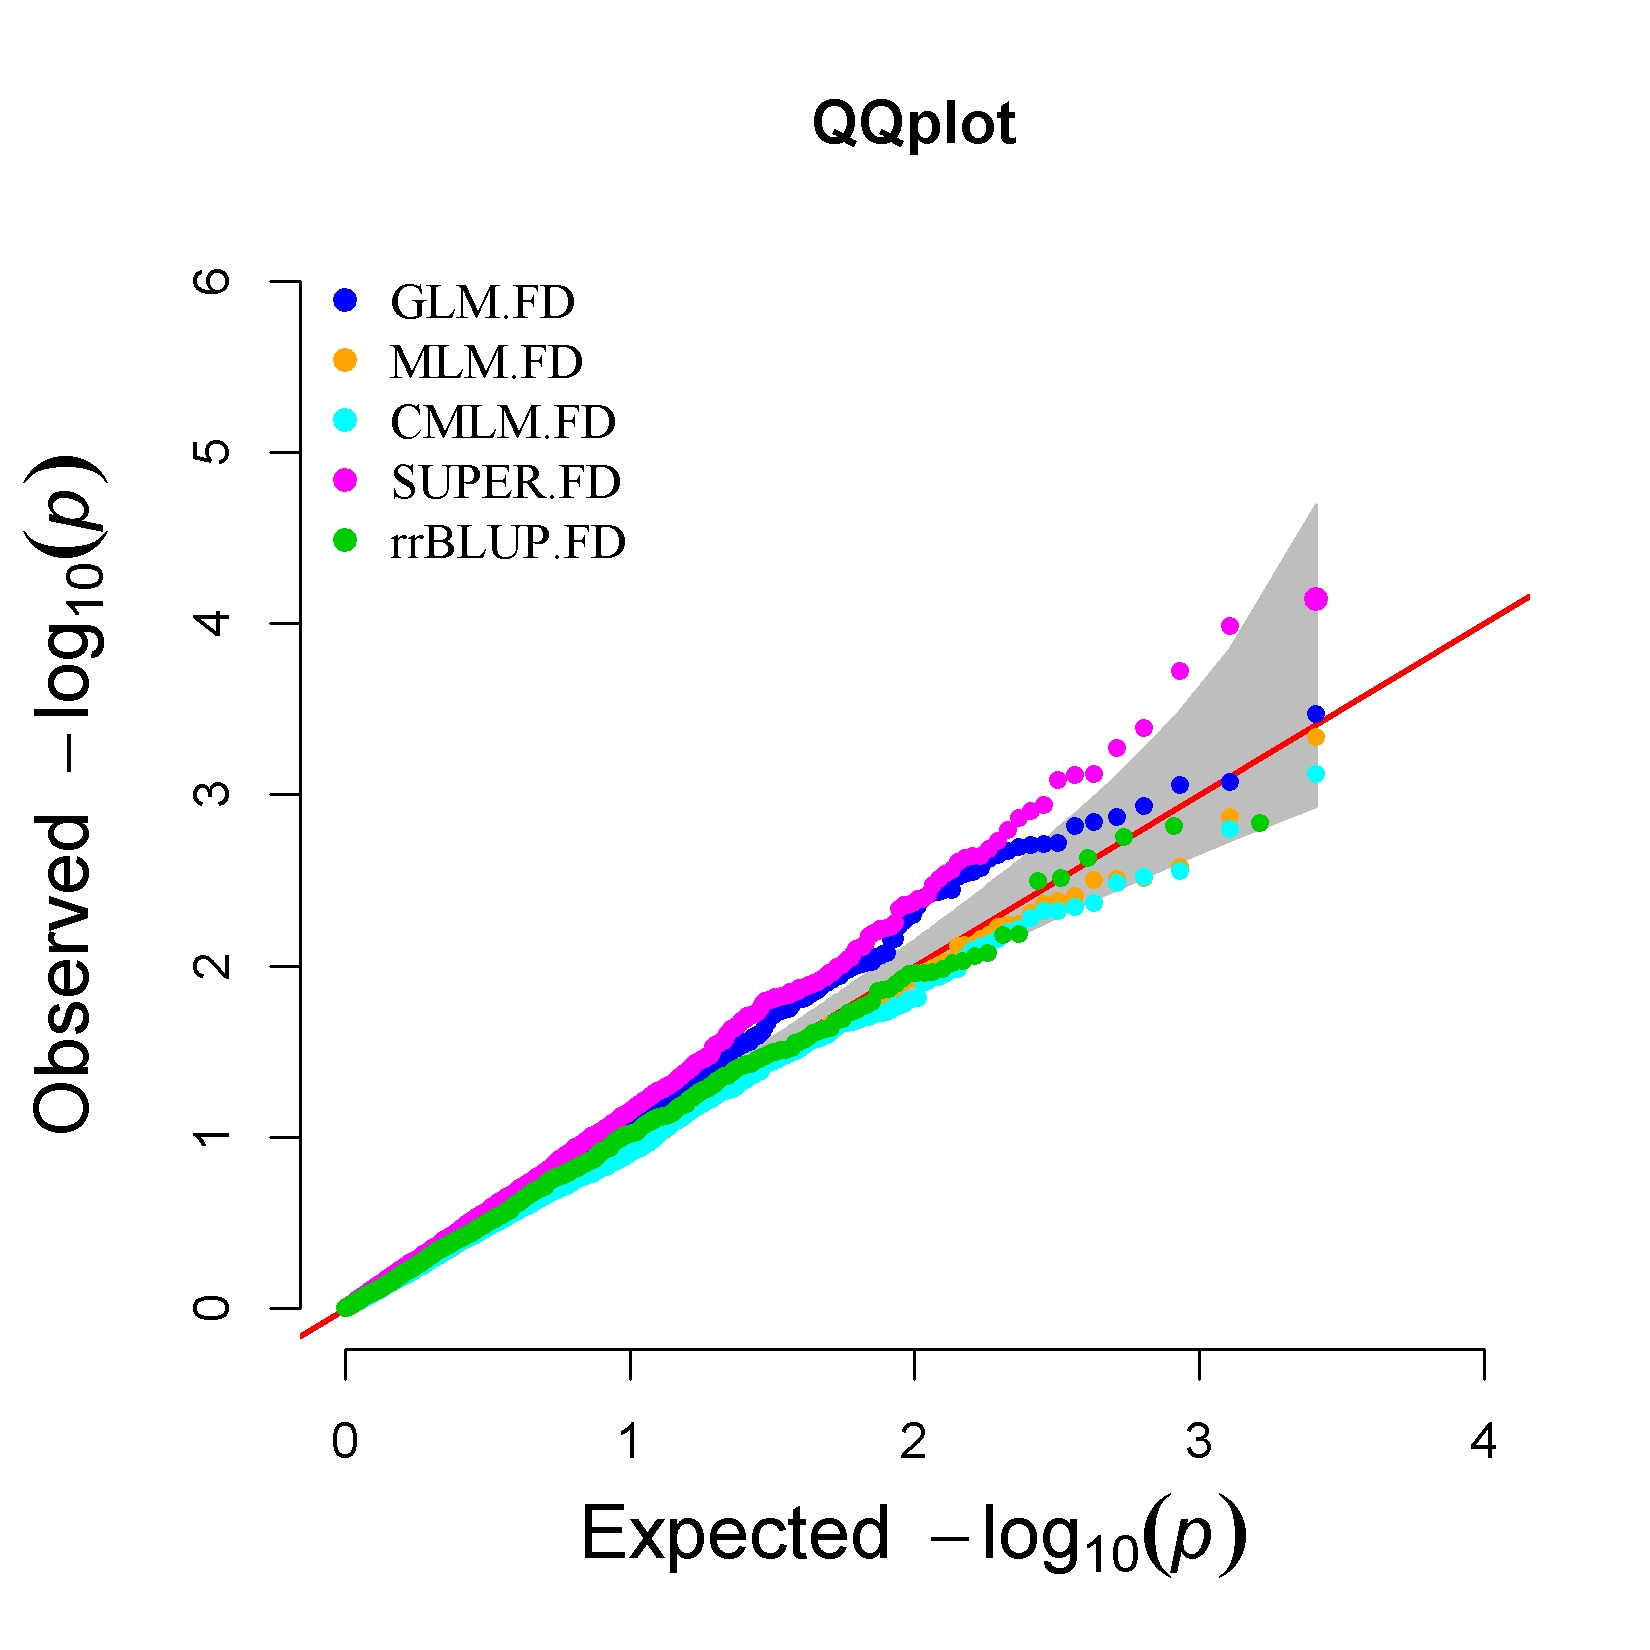 QQplot
GLM.FD
MLM.FD
CMLM.FD
SUPER.FD
rrBLUP.FD
Observed −log10(p)
6
5
4
3
2
1
0
0 1 2 3 4
Expected −log10(p)